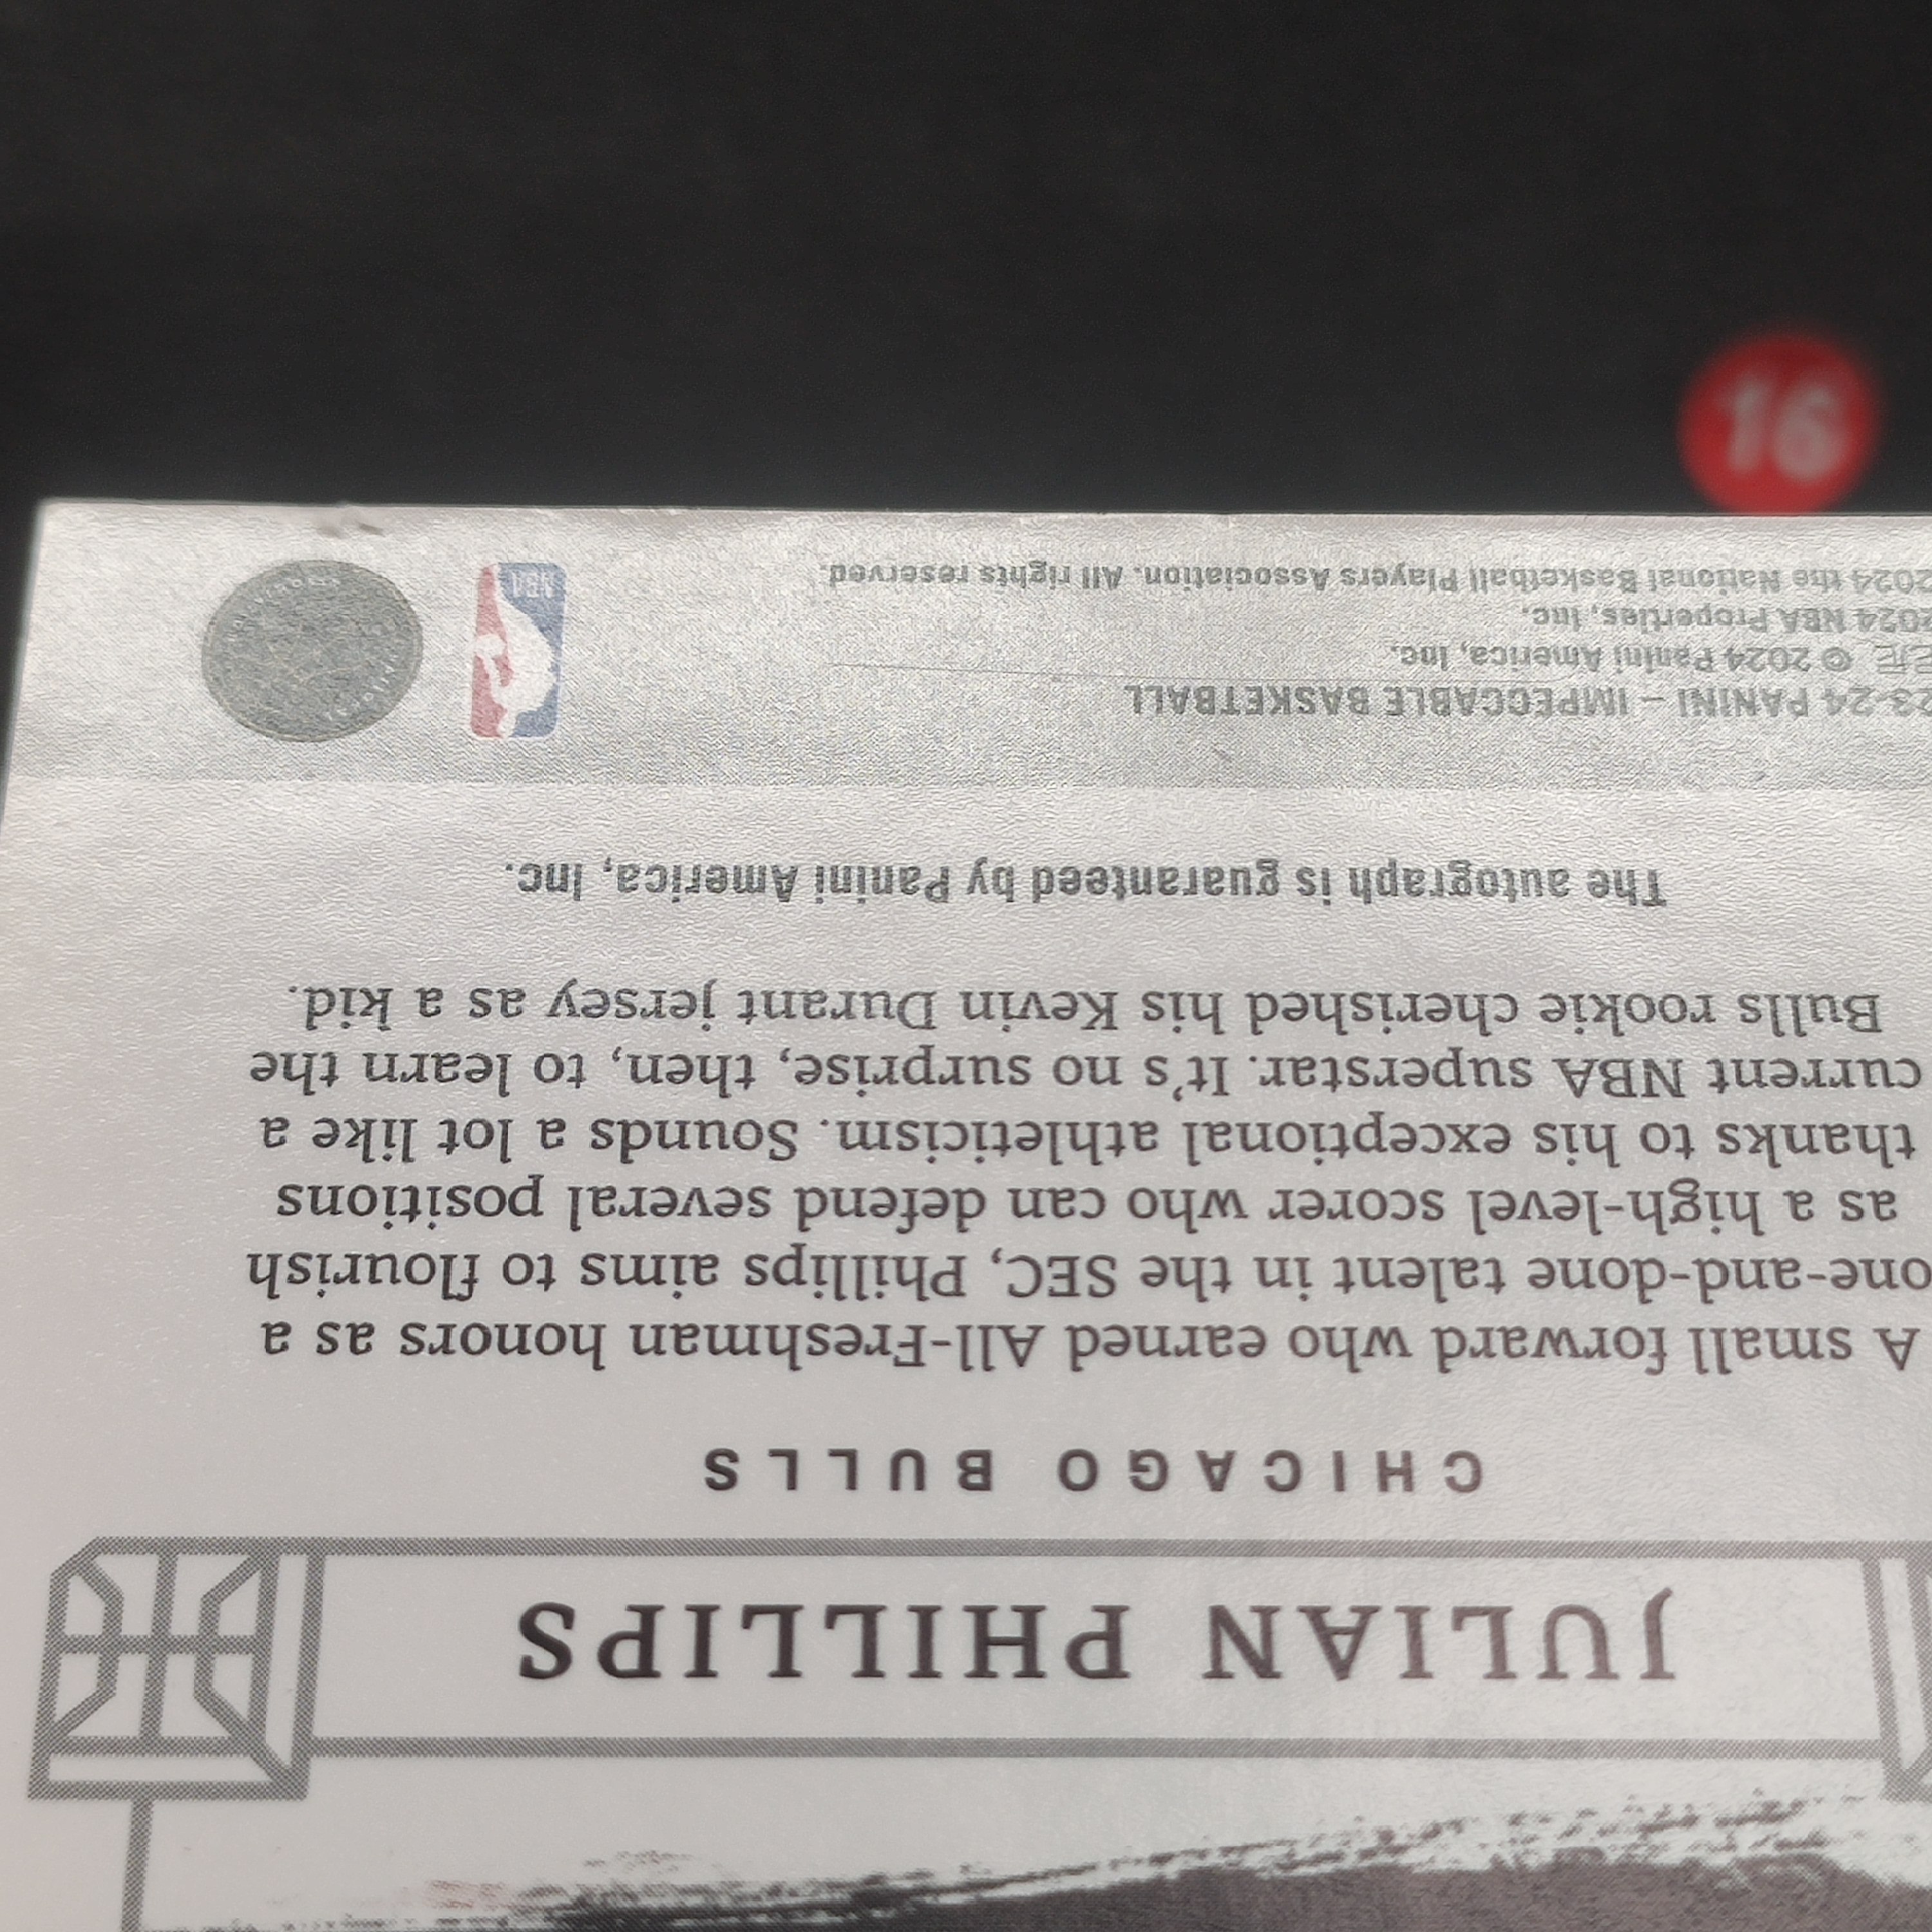 16
JULIAN PHILLIPS
CHICAGO BULLS
A small forward who earned All-Freshman honors as a
one-and-done talent in the SEC, Phillips aims to flourish
as a high-level scorer who can defend several positions
thanks to his exceptional athleticism. Sounds a lot like a
current NBA superstar. It's no surprise, then, to learn the
Bulls rookie cherished his Kevin Durant jersey as a kid.
The autograph is guaranteed by Panini America, Inc.
23-24 PANINI – IMPECCABLE BASKETBALL
© 2024 Panini America, Inc.
2024 NBA Properties, Inc.
2024 the National Basketball Players Association. All rights reserved.
NBA